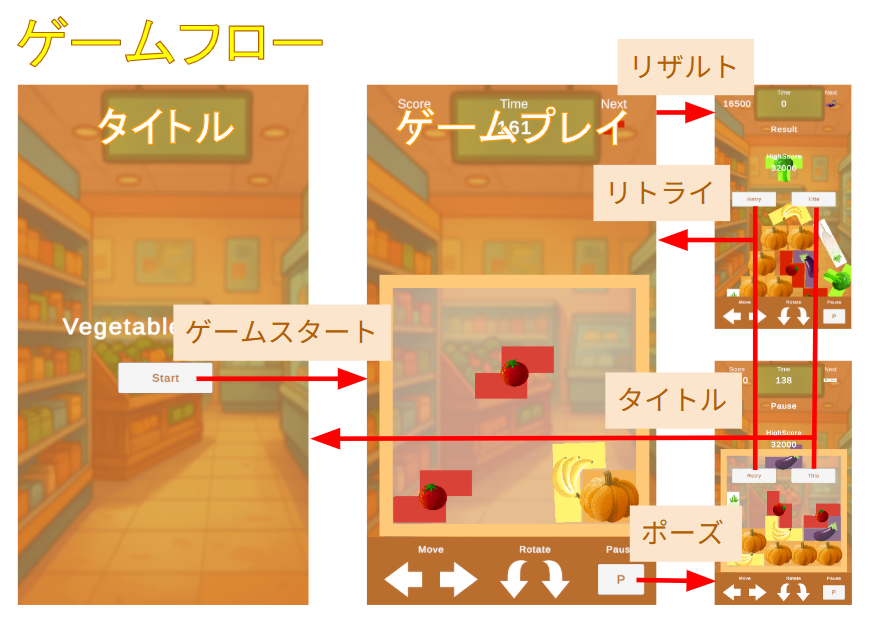 ゲームフロー
タイトル
Vegetable
Start
ゲームスタート
Score
Time
Next
161
ゲームプレイ
Move
Rotate
Paus
P
リザルト
リトライ
タイトル
ポーズ
Time
Next
16500
0
Result
HighScore
32000
Retry
Title
Move
Rotate
Pause
P
Score
Time
Next
0
138
Pause
HighScore
32000
Retry
Title
Move
Rotate
Pause
P